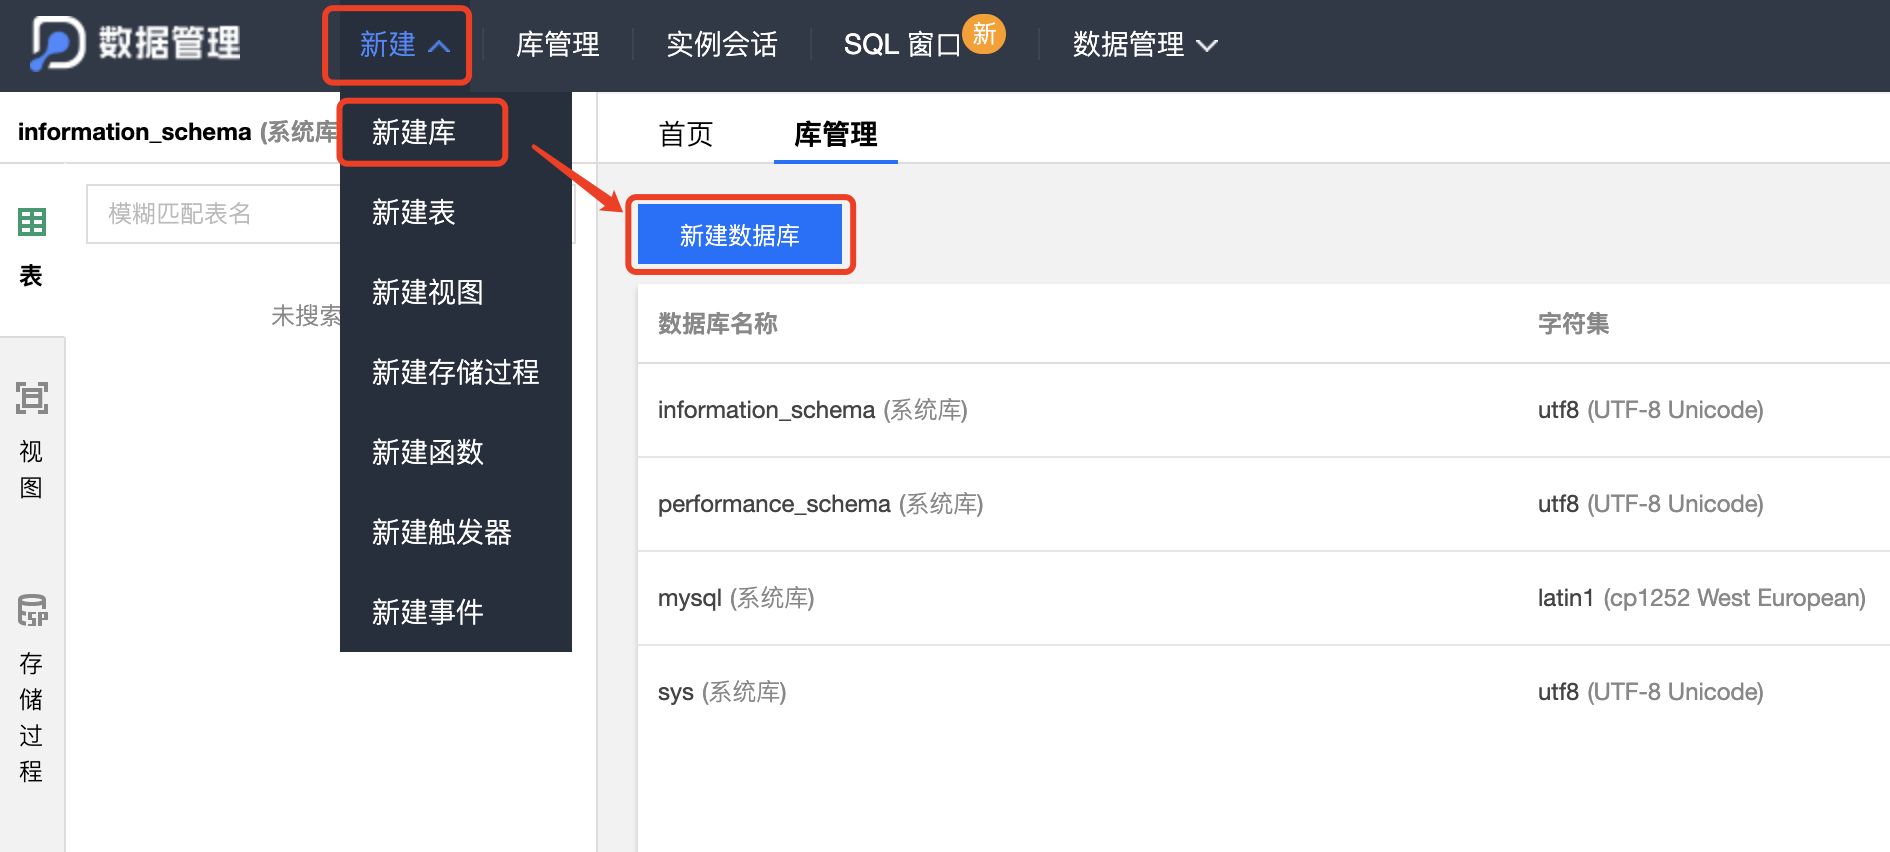 数据管理
新建
库管理
实例会话
SQL 窗口
新
数据管理
information_schema (系统库
模糊匹配表名
未搜索
表
视图
SP
存储过程
新建库
新建表
新建视图
新建存储过程
新建函数
新建触发器
新建事件
首页
库管理
新建数据库
数据库名称 字符集
information_schema (系统库) utf8 (UTF-8 Unicode)
performance_schema (系统库) utf8 (UTF-8 Unicode)
mysql (系统库) latin1 (cp1252 West European)
sys (系统库) utf8 (UTF-8 Unicode)